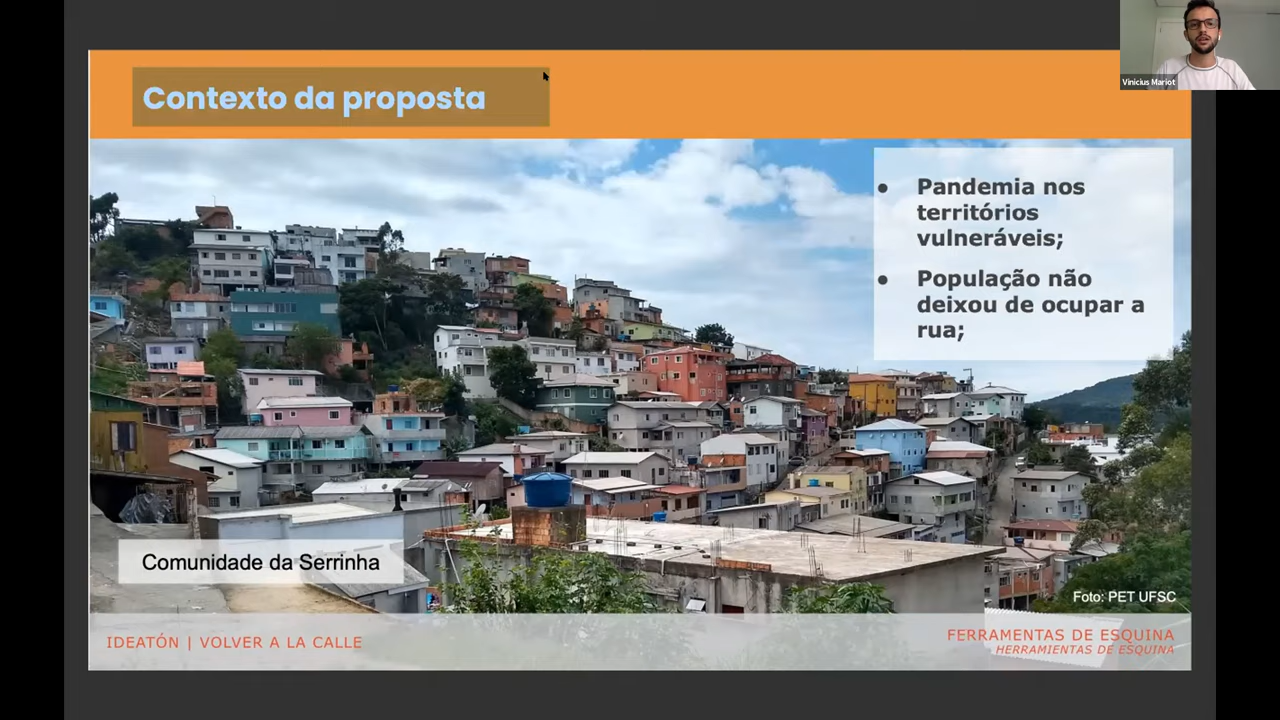 Contexto da proposta
Vinicius Mariot
● Pandemia nos
territórios
vulneráveis;
● População não
deixou de ocupar a
rua;
Comunidade da Serrinha
Foto: PET UFSC
IDEATÓN | VOLVER A LA CALLE
FERRAMENTAS DE ESQUINA
HERRAMIENTAS DE ESQUINA